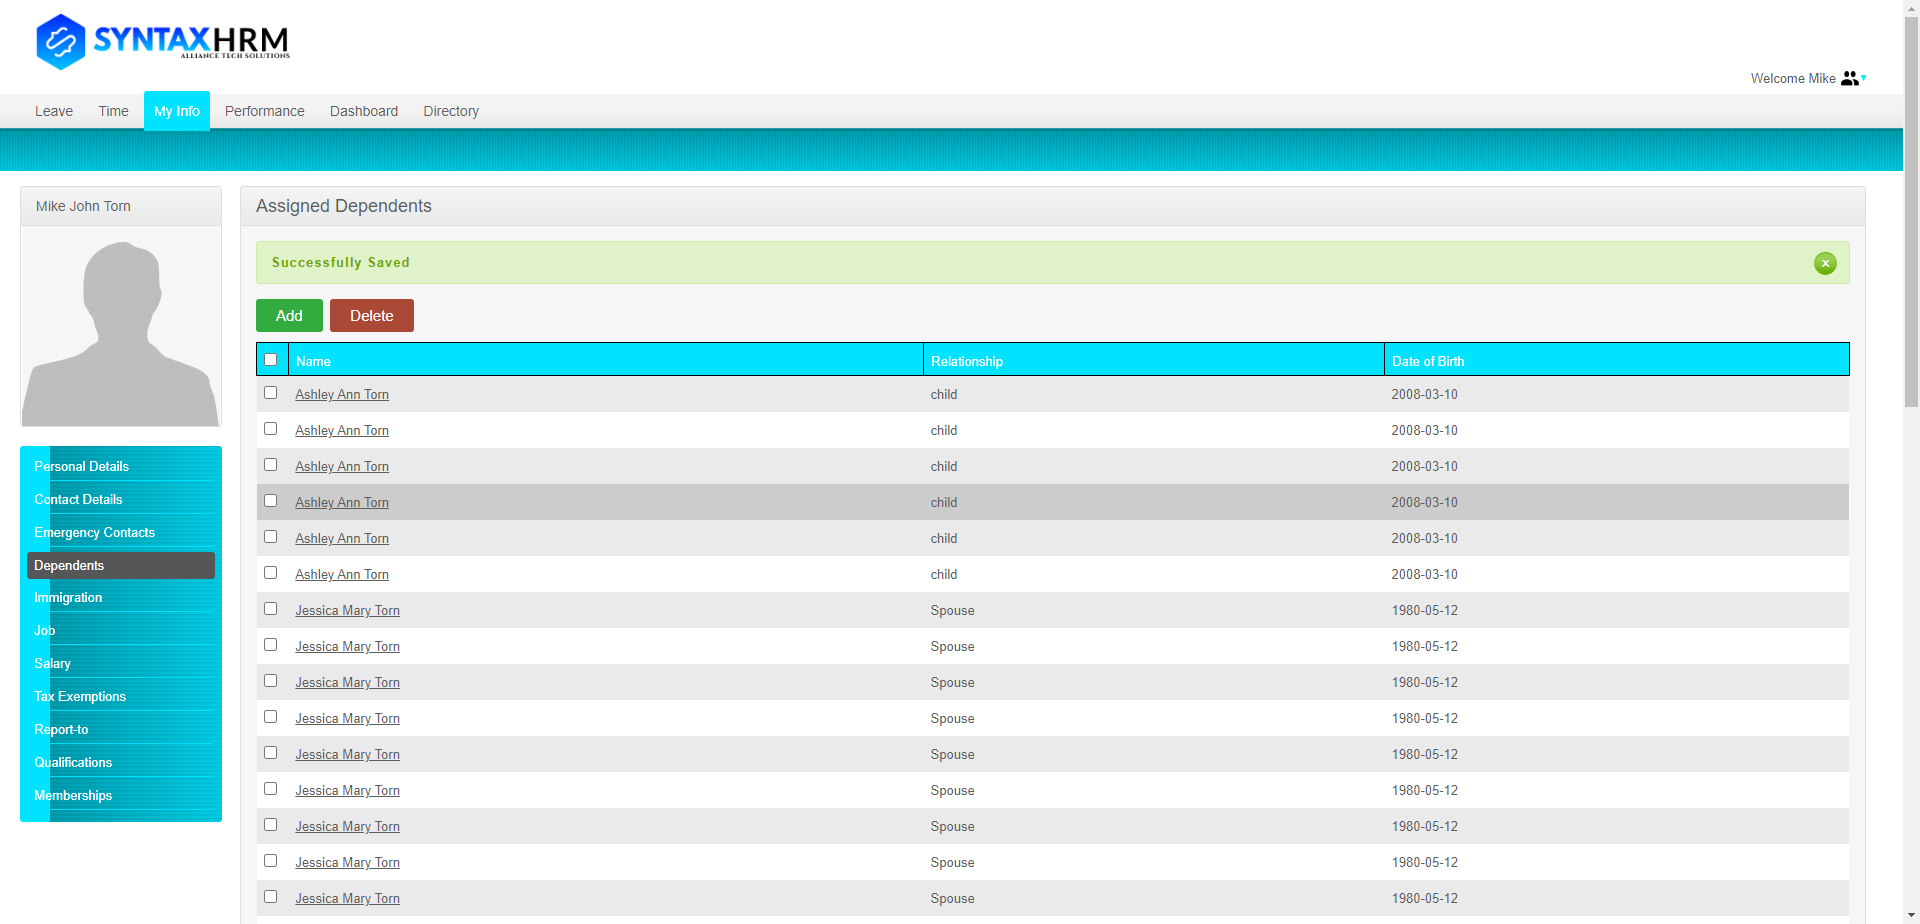 SYNTAXHRM
ALLIANCE TECH SOLUTIONS
Welcome Mike
Leave Time My Info Performance Dashboard Directory
Mike John Torn
Personal Details
Contact Details
Emergency Contacts
Dependents
Immigration
Job
Salary
Tax Exemptions
Report-to
Qualifications
Memberships
Assigned Dependents
Successfully Saved
x
Add Delete
Name Relationship Date of Birth
Ashley Ann Torn child 2008-03-10
Ashley Ann Torn child 2008-03-10
Ashley Ann Torn child 2008-03-10
Ashley Ann Torn child 2008-03-10
Ashley Ann Torn child 2008-03-10
Ashley Ann Torn child 2008-03-10
Jessica Mary Torn Spouse 1980-05-12
Jessica Mary Torn Spouse 1980-05-12
Jessica Mary Torn Spouse 1980-05-12
Jessica Mary Torn Spouse 1980-05-12
Jessica Mary Torn Spouse 1980-05-12
Jessica Mary Torn Spouse 1980-05-12
Jessica Mary Torn Spouse 1980-05-12
Jessica Mary Torn Spouse 1980-05-12
Jessica Mary Torn Spouse 1980-05-12